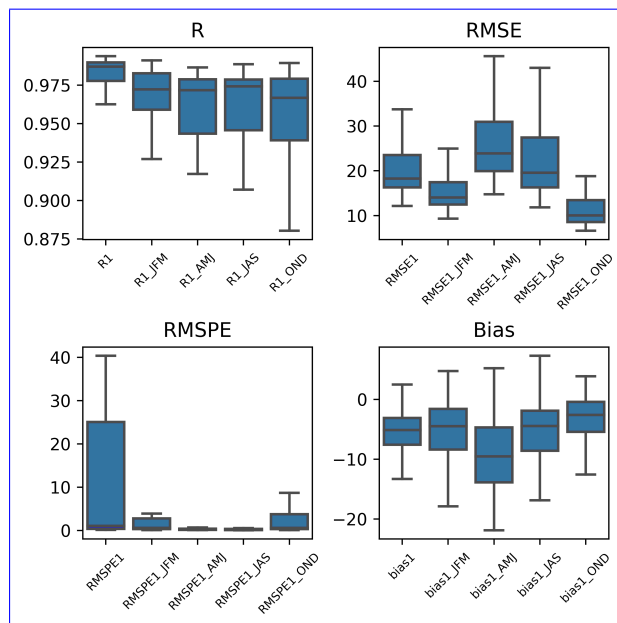 R
0.975
0.950
0.925
0.900
0.875
R1
R1_JFM
R1_AMJ
R1_JAS
R1_OND
RMSE
40
30
20
10
RMSE1
RMSE1_JFM
RMSE1_AMJ
RMSE1_JAS
RMSE1_OND
RMSPE
40
30
20
10
0
RMSPE1
RMSPE1_JFM
RMSPE1_AMJ
RMSPE1_JAS
RMSPE1_OND
Bias
0
−10
−20
bias1
bias1_JFM
bias1_AMJ
bias1_JAS
bias1_OND